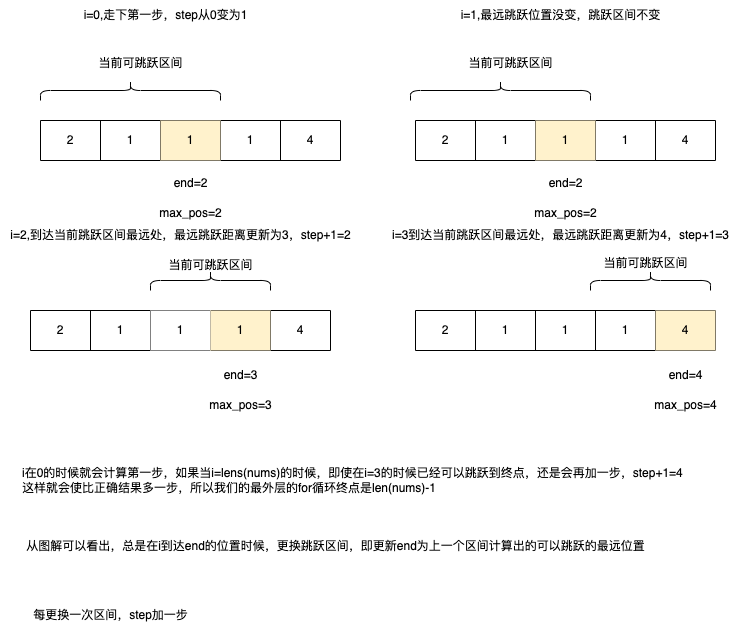 i=0,走下第一步，step从0变为1
当前可跳跃区间
2 1 1 1 4
end=2
max_pos=2
i=1,最远跳跃位置没变，跳跃区间不变
当前可跳跃区间
2 1 1 1 4
end=2
max_pos=2
i=2,到达当前跳跃区间最远处，最远跳跃距离更新为3，step+1=2
当前可跳跃区间
2 1 1 1 4
end=3
max_pos=3
i=3到达当前跳跃区间最远处，最远跳跃距离更新为4，step+1=3
当前可跳跃区间
2 1 1 1 4
end=4
max_pos=4
i在0的时候就会计算第一步，如果当i=lens(nums)的时候，即使在i=3的时候已经可以跳跃到终点，还是会再加一步，step+1=4
这样就会使比正确结果多一步，所以我们的最外层的for循环终点是len(nums)-1
从图解可以看出，总是在i到达end的位置时候，更换跳跃区间，即更新end为上一个区间计算出的可以跳跃的最远位置
每更换一次区间，step加一步